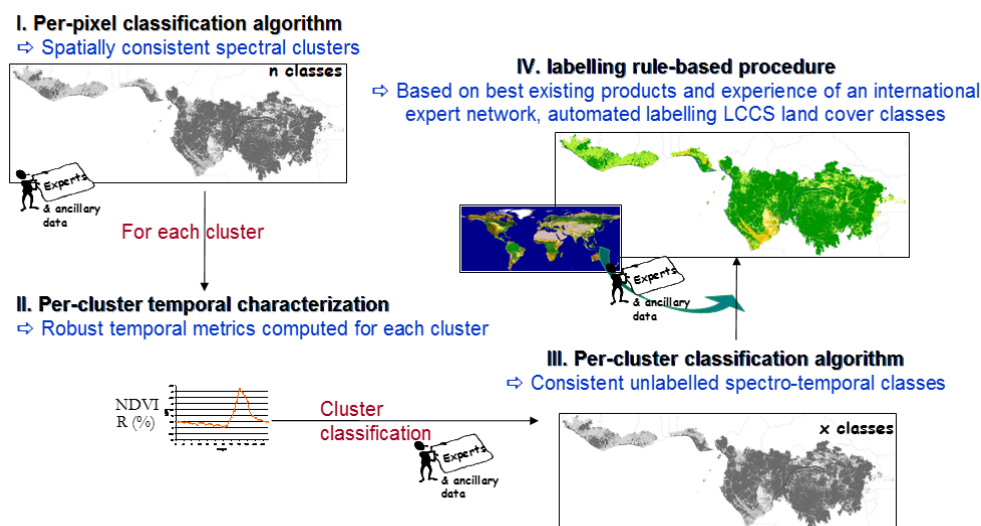 I. Per-pixel classification algorithm
⇨ Spatially consistent spectral clusters
n classes
Experts
& ancillary
data
For each cluster
II. Per-cluster temporal characterization
⇨ Robust temporal metrics computed for each cluster
NDVI
R (%)
Cluster
classification
Experts
& ancillary
data
III. Per-cluster classification algorithm
⇨ Consistent unlabelled spectro-temporal classes
x classes
IV. labelling rule-based procedure
⇨ Based on best existing products and experience of an international
expert network, automated labelling LCCS land cover classes
Experts
& ancillary
data